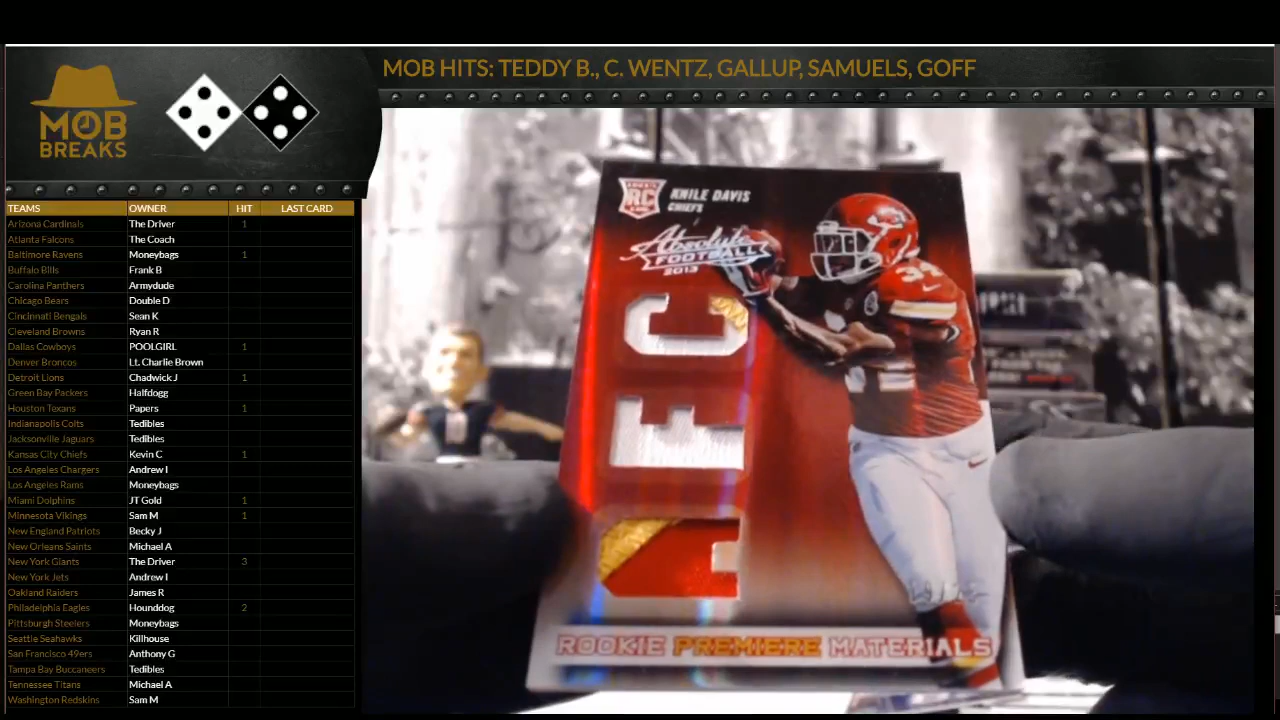 MOB HITS: TEDDY B., C. WENTZ, GALLUP, SAMUELS, GOFF
MOB
BREAKS
TEAMS OWNER HIT LAST CARD
Arizona Cardinals The Driver 1
Atlanta Falcons The Coach
Baltimore Ravens Moneybags 1
Buffalo Bills Frank B
Carolina Panthers Armydude
Chicago Bears Double D
Cincinnati Bengals Sean K
Cleveland Browns Ryan R
Dallas Cowboys POOLGIRL 1
Denver Broncos Lt. Charlie Brown
Detroit Lions Chadwick J 1
Green Bay Packers Halfdogg
Houston Texans Papers 1
Indianapolis Colts Tedibles
Jacksonville Jaguars Tedibles
Kansas City Chiefs Kevin C 1
Los Angeles Chargers Andrew I
Los Angeles Rams Moneybags
Miami Dolphins JT Gold 1
Minnesota Vikings Sam M 1
New England Patriots Becky J
New Orleans Saints Michael A
New York Giants The Driver 3
New York Jets Andrew I
Oakland Raiders James R
Philadelphia Eagles Hounddog 2
Pittsburgh Steelers Moneybags
Seattle Seahawks Killhouse
San Francisco 49ers Anthony G
Tampa Bay Buccaneers Tedibles
Tennessee Titans Michael A
Washington Redskins Sam M
RC
KNILE DAVIS
CHIEFS
Absolute
FOOTBALL
2013
34
AFC
ROOKIE PREMIERE MATERIALS